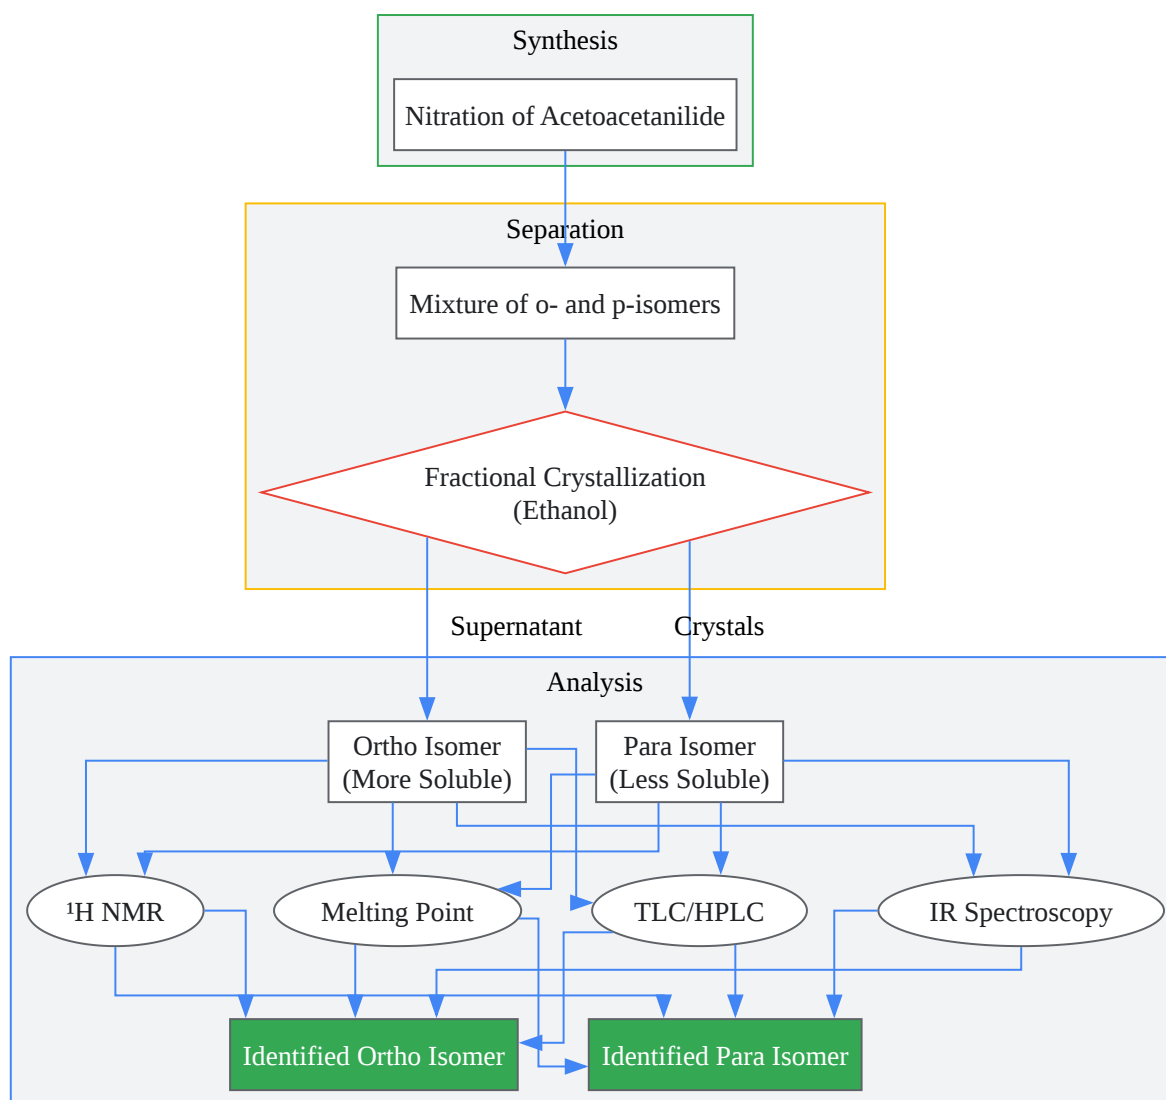 Synthesis
Nitration of Acetoacetanilide
Separation
Mixture of o- and p-isomers
Fractional Crystallization
(Ethanol)
Supernatant
Crystals
Analysis
Ortho Isomer
(More Soluble)
Para Isomer
(Less Soluble)
¹H NMR
Melting Point
TLC/HPLC
IR Spectroscopy
Identified Ortho Isomer
Identified Para Isomer